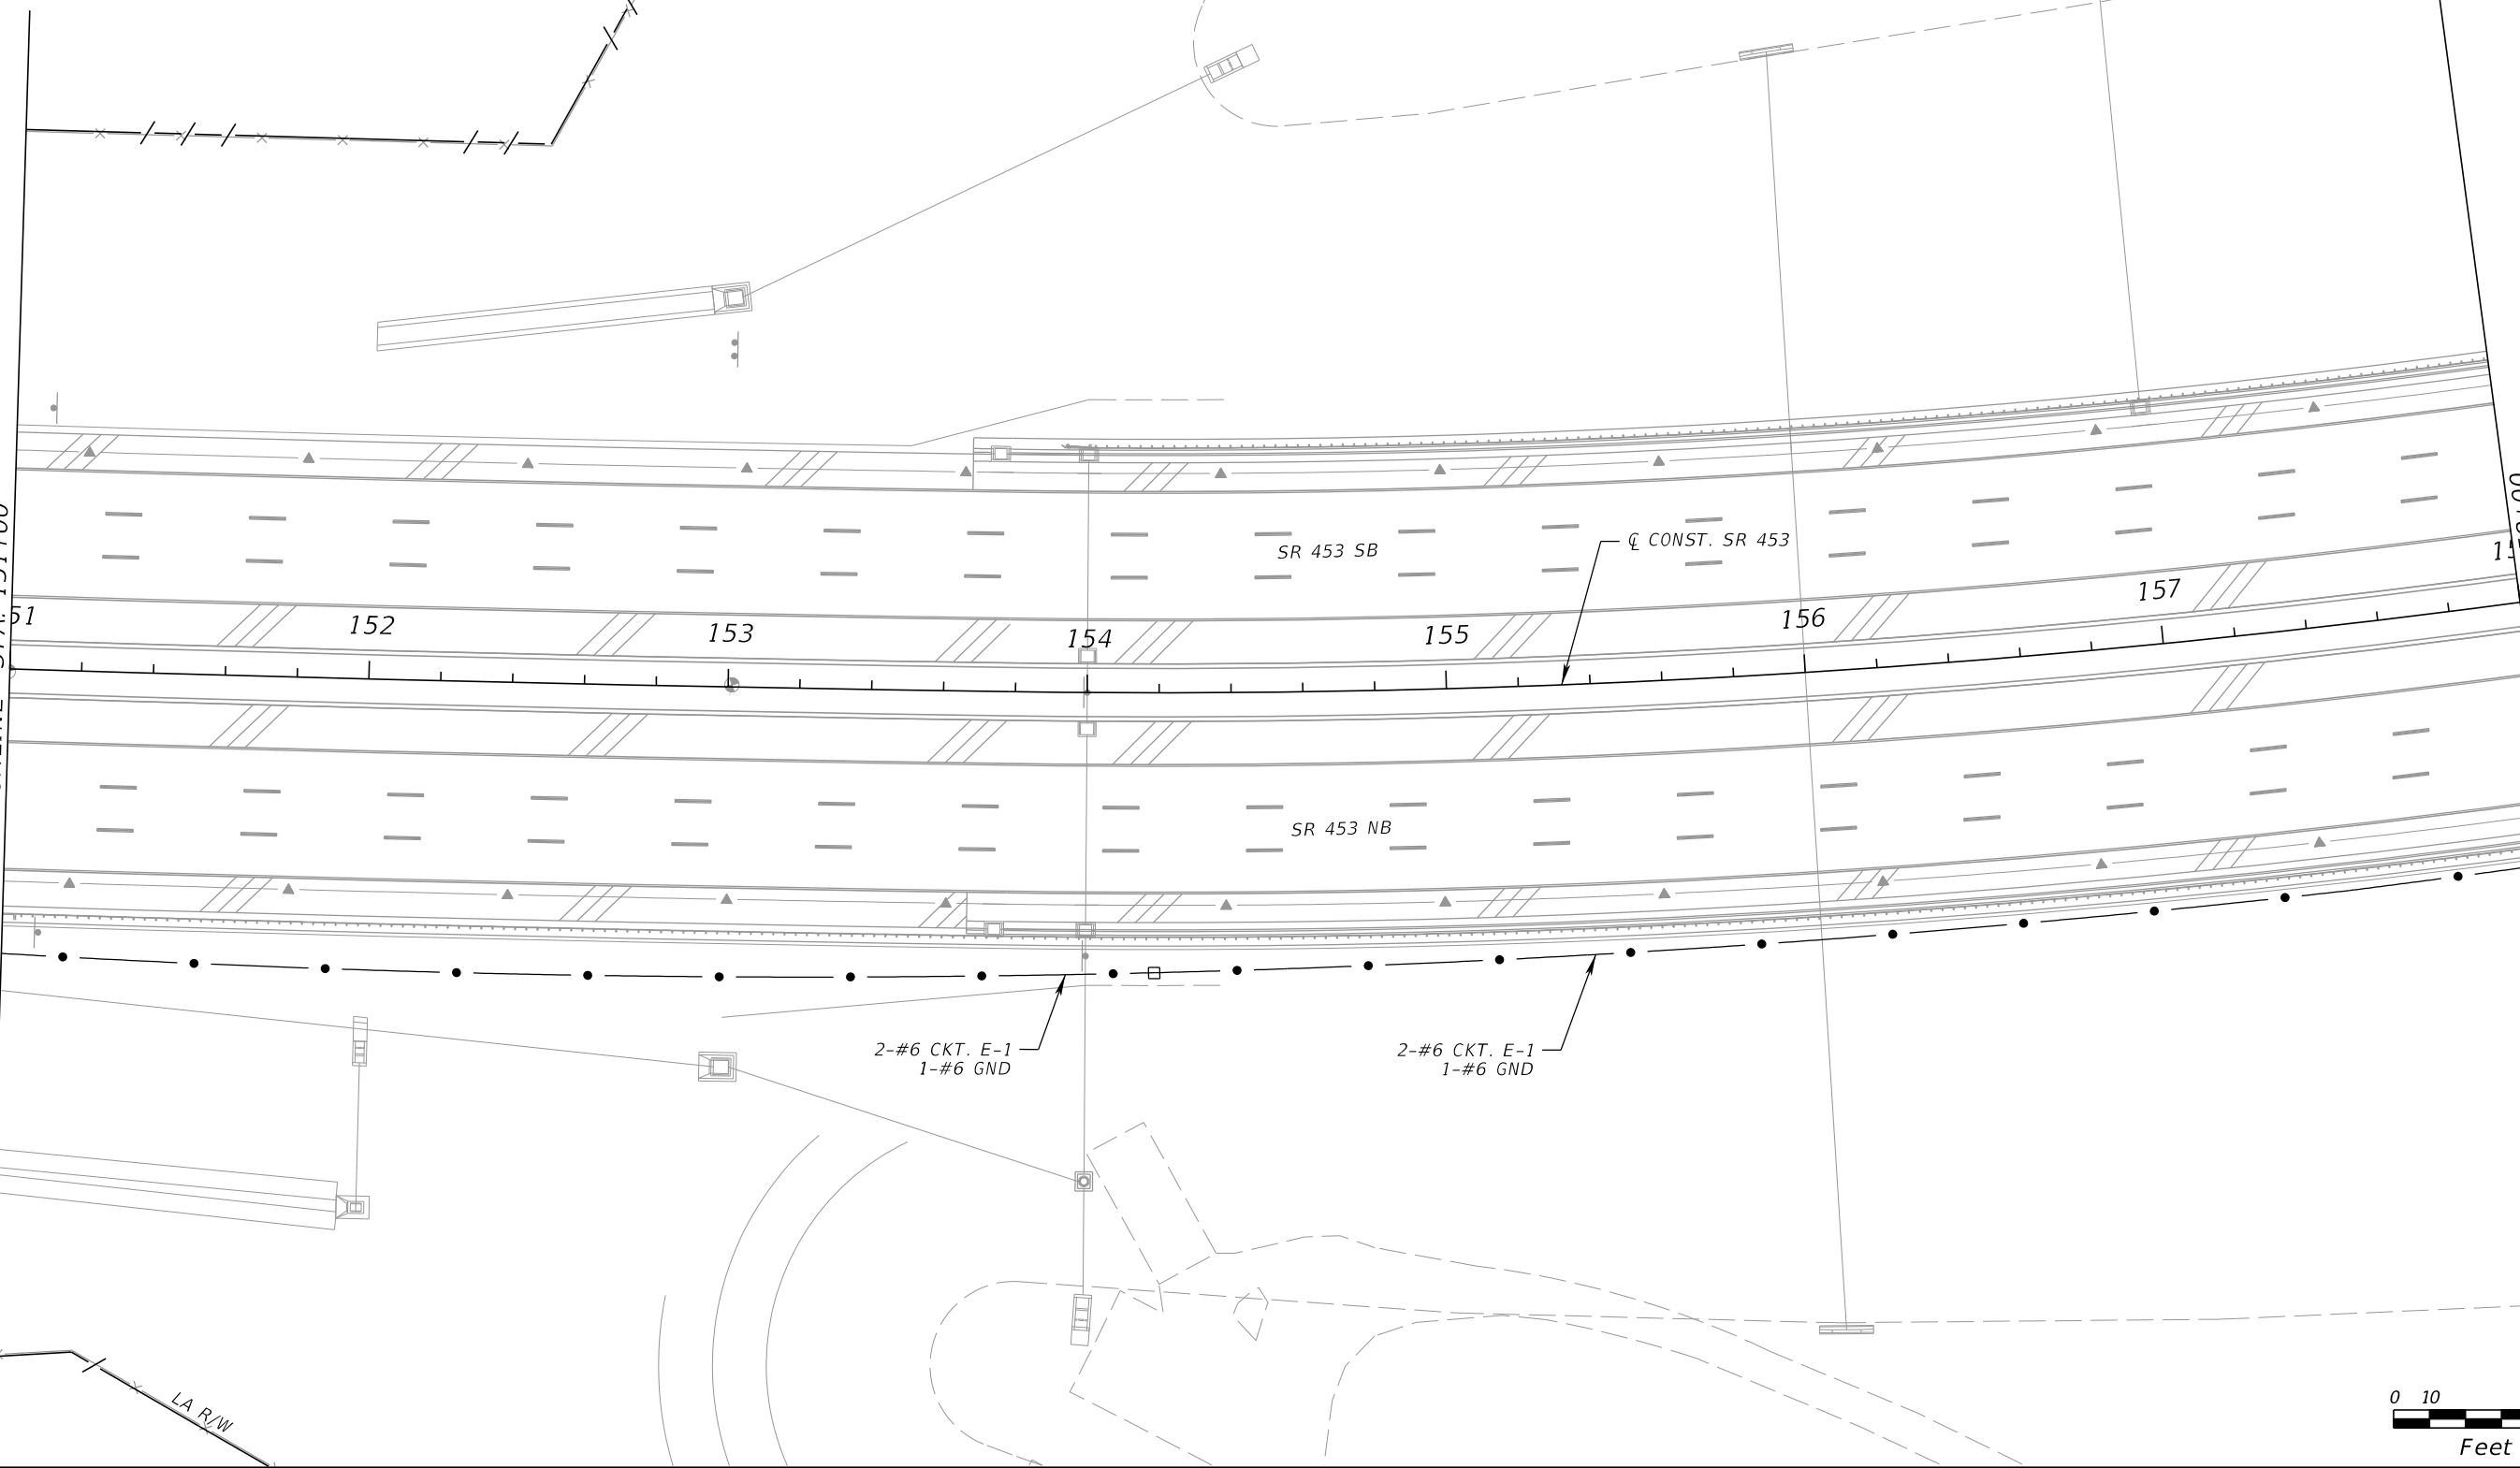 SR 453 SB
℄ CONST. SR 453
152
153
154
155
156
157
SR 453 NB
2-#6 CKT. E-1
1-#6 GND
2-#6 CKT. E-1
1-#6 GND
LA R/W
0 10
Feet